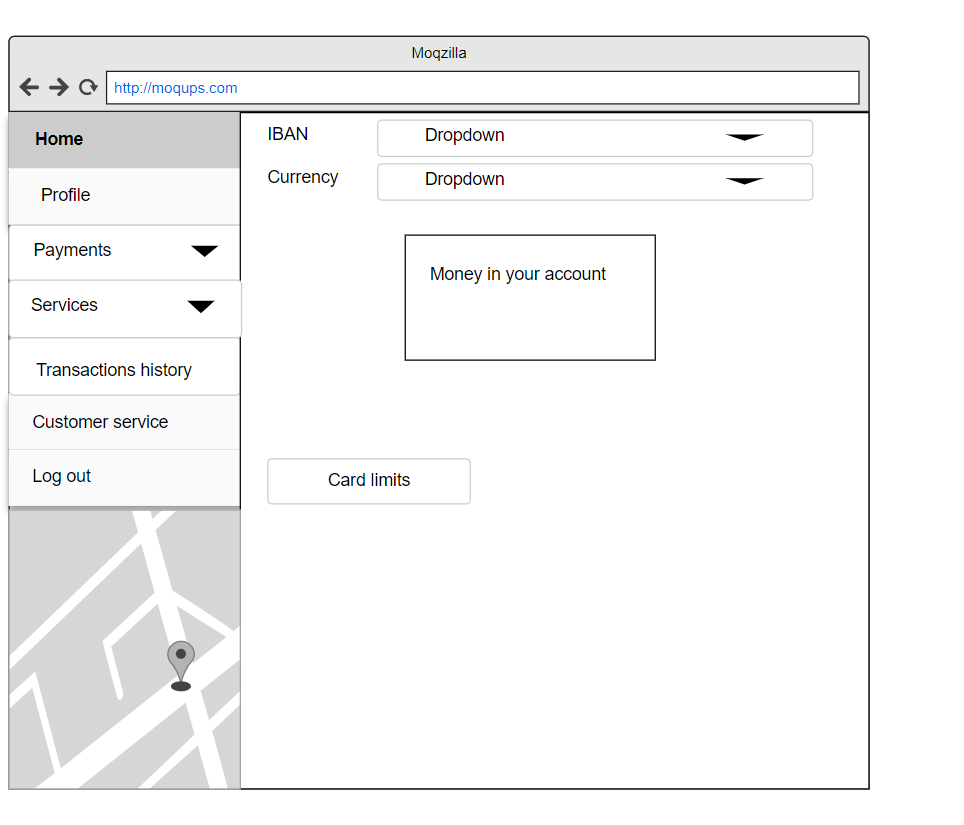 Moqzilla
http://moqups.com
Home
Profile
Payments
Services
Transactions history
Customer service
Log out
IBAN
Dropdown
Currency
Dropdown
Money in your account
Card limits